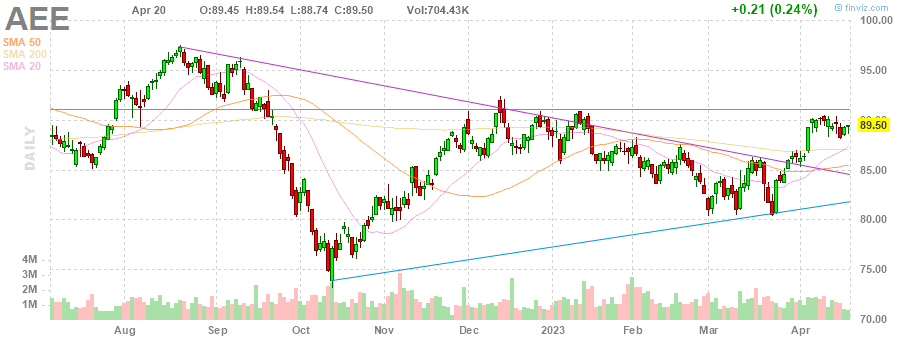 AEE Apr 20 O:89.45 H:89.54 L:88.74 C:89.50 Vol:704.43K +0.21 (0.24%) © finviz.com
SMA 50
SMA 200
SMA 20
DAILY
100.00
95.00
89.50
85.00
80.00
75.00
70.00
4M
3M
2M
1M
Aug Sep Oct Nov Dec 2023 Feb Mar Apr